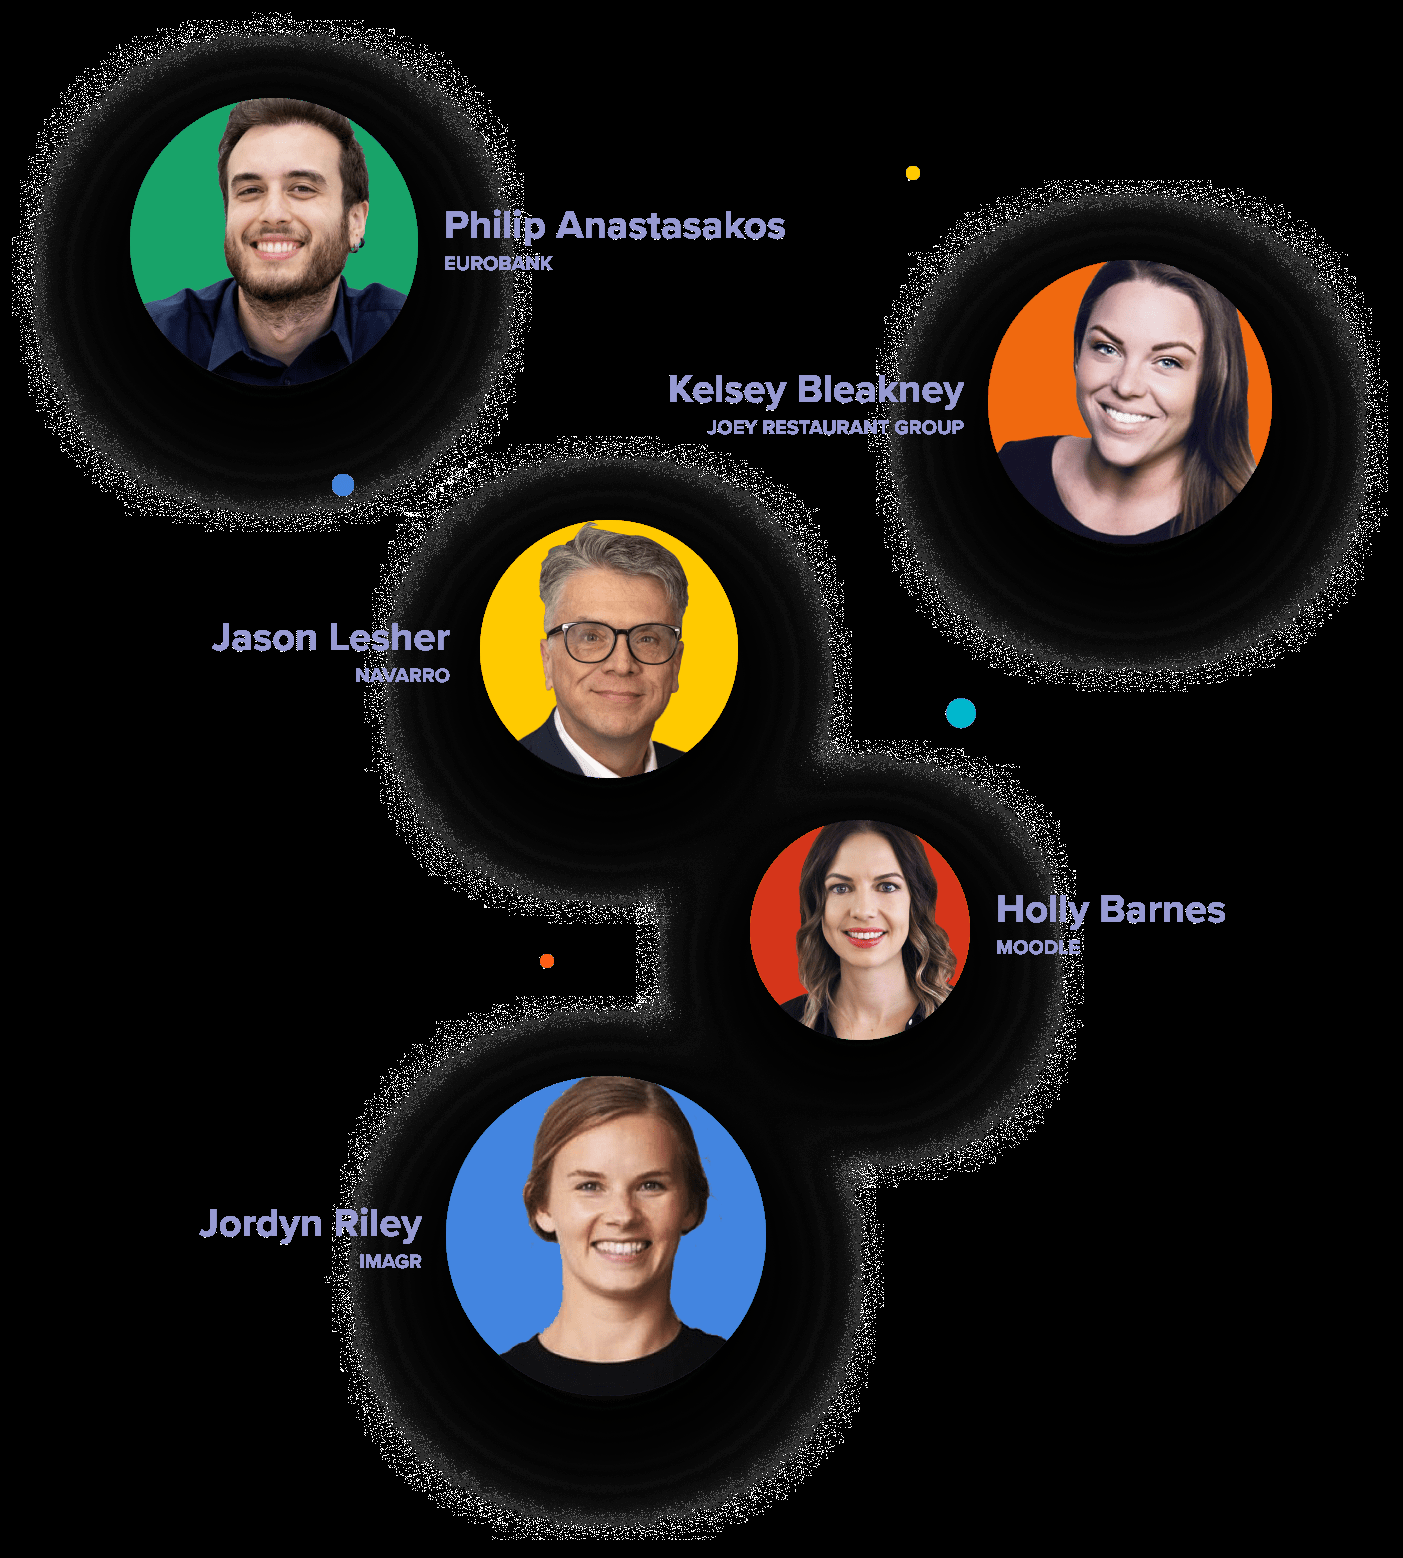 Philip Anastasakos
EUROBANK
Kelsey Bleakney
JOEY RESTAURANT GROUP
Jason Lesher
NAVARRO
Holly Barnes
MOODLE
Jordyn Riley
IMAGR